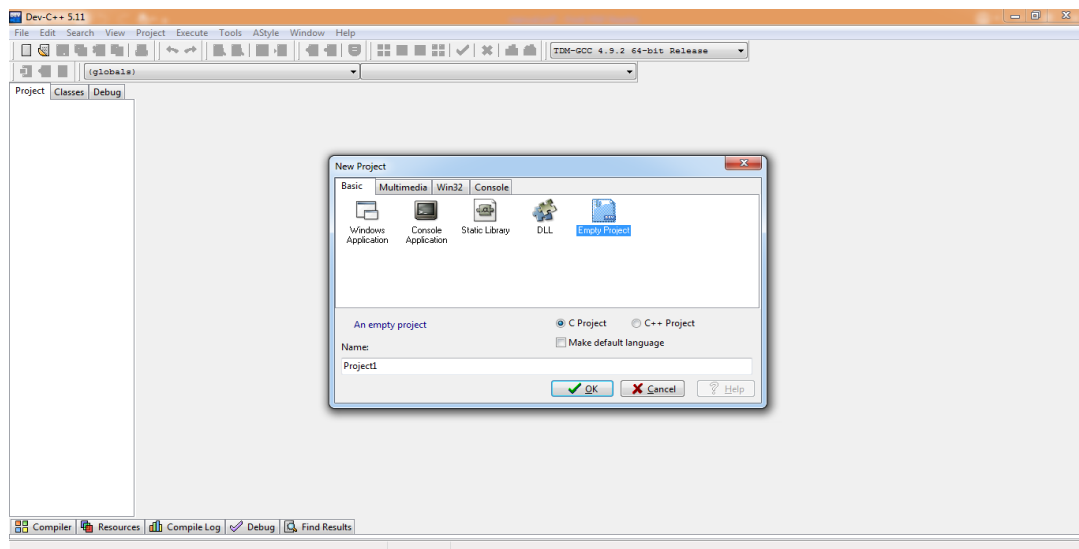 Dev-C++ 5.11
File Edit Search View Project Execute Tools AStyle Window Help
TDM-GCC 4.9.2 64-bit Release
(globals)
Project Classes Debug
New Project
Basic Multimedia Win32 Console
Windows Application
Console Application
Static Library
DLL
Empty Project
An empty project
C Project C++ Project
Make default language
Name:
Project1
OK Cancel Help
Compiler Resources Compile Log Debug Find Results